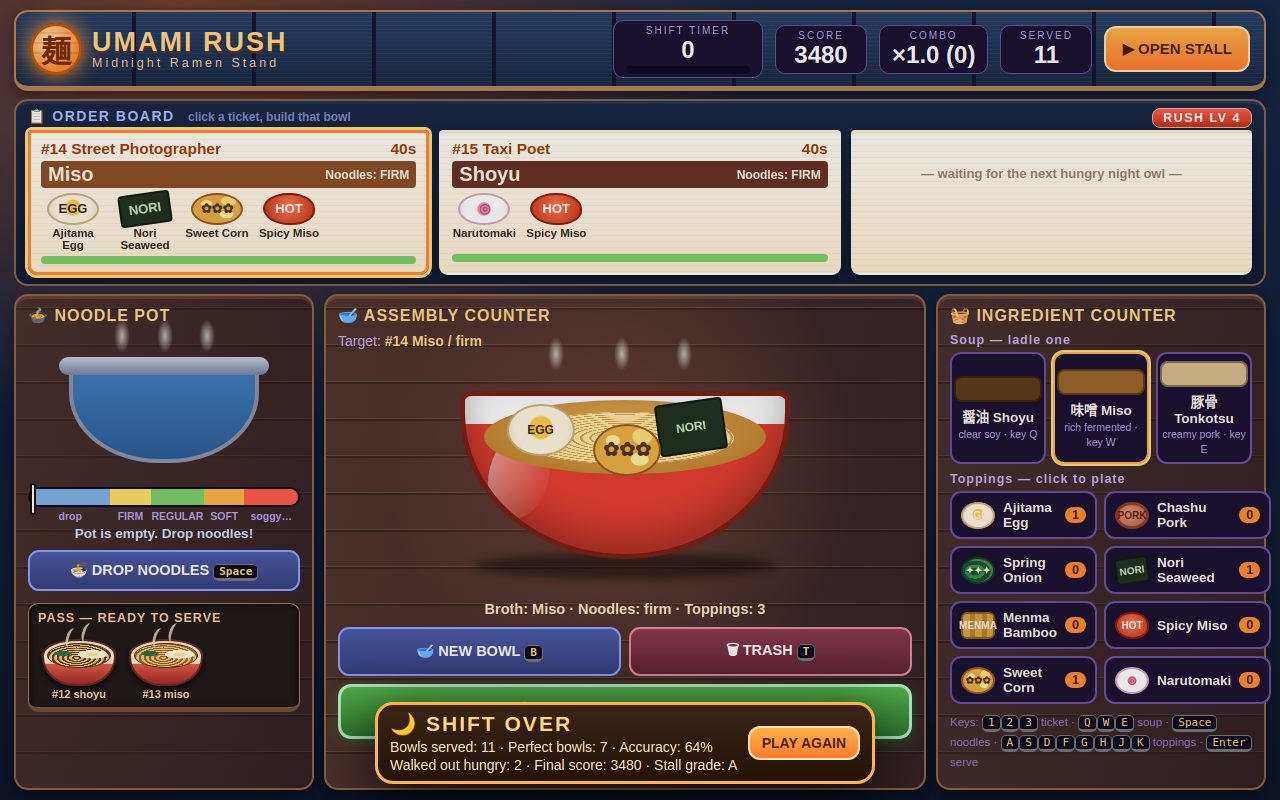 麺
UMAMI RUSH
Midnight Ramen Stand
SHIFT TIMER
0
SCORE
3480
COMBO
×1.0 (0)
SERVED
11
▶ OPEN STALL
📋 ORDER BOARD click a ticket, build that bowl
RUSH LV 4
#14 Street Photographer 40s
Miso Noodles: FIRM
EGG NORI ✿✿✿ HOT
Ajitama Egg
Nori Seaweed
Sweet Corn
Spicy Miso
#15 Taxi Poet 40s
Shoyu Noodles: FIRM
HOT
Narutomaki
Spicy Miso
— waiting for the next hungry night owl —
🍲 NOODLE POT
drop FIRM REGULAR SOFT soggy…
Pot is empty. Drop noodles!
🍜 DROP NOODLES Space
PASS — READY TO SERVE
#12 shoyu
#13 miso
🥣 ASSEMBLY COUNTER
Target: #14 Miso / firm
EGG
✿✿✿
NORI
Broth: Miso · Noodles: firm · Toppings: 3
🥣 NEW BOWL B
🗑 TRASH T
🌙 SHIFT OVER
Bowls served: 11 · Perfect bowls: 7 · Accuracy: 64%
Walked out hungry: 2 · Final score: 3480 · Stall grade: A
PLAY AGAIN
🧺 INGREDIENT COUNTER
Soup — ladle one
醤油 Shoyu
clear soy · key Q
味噌 Miso
rich fermented ·
key W
豚骨
Tonkotsu
creamy pork · key
E
Toppings — click to plate
Ajitama
Egg
1
PORK
Chashu
Pork
0
✦✦✦
Spring
Onion
0
NORI
Nori
Seaweed
1
MENMA
Menma
Bamboo
0
HOT
Spicy Miso
0
✿✿✿
Sweet
Corn
1
Narutomaki
0
Keys: 1 2 3 ticket · Q W E soup · Space
noodles · A S D F G H J K toppings · Enter
serve